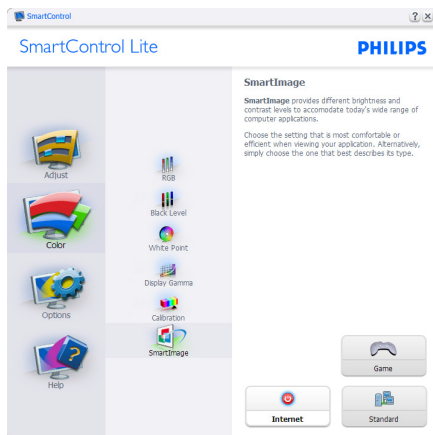 SmartControl
SmartControl Lite
PHILIPS
Adjust
Color
Options
Help
RGB
Black Level
White Point
Display Gamma
Calibration
SmartImage
SmartImage
SmartImage provides different brightness and
contrast levels to accomodate today's wide range of
computer applications.
Choose the setting that is most comfortable or
efficient when viewing your application. Alternatively,
simply choose the one that best describes its type.
Game
Internet
Standard